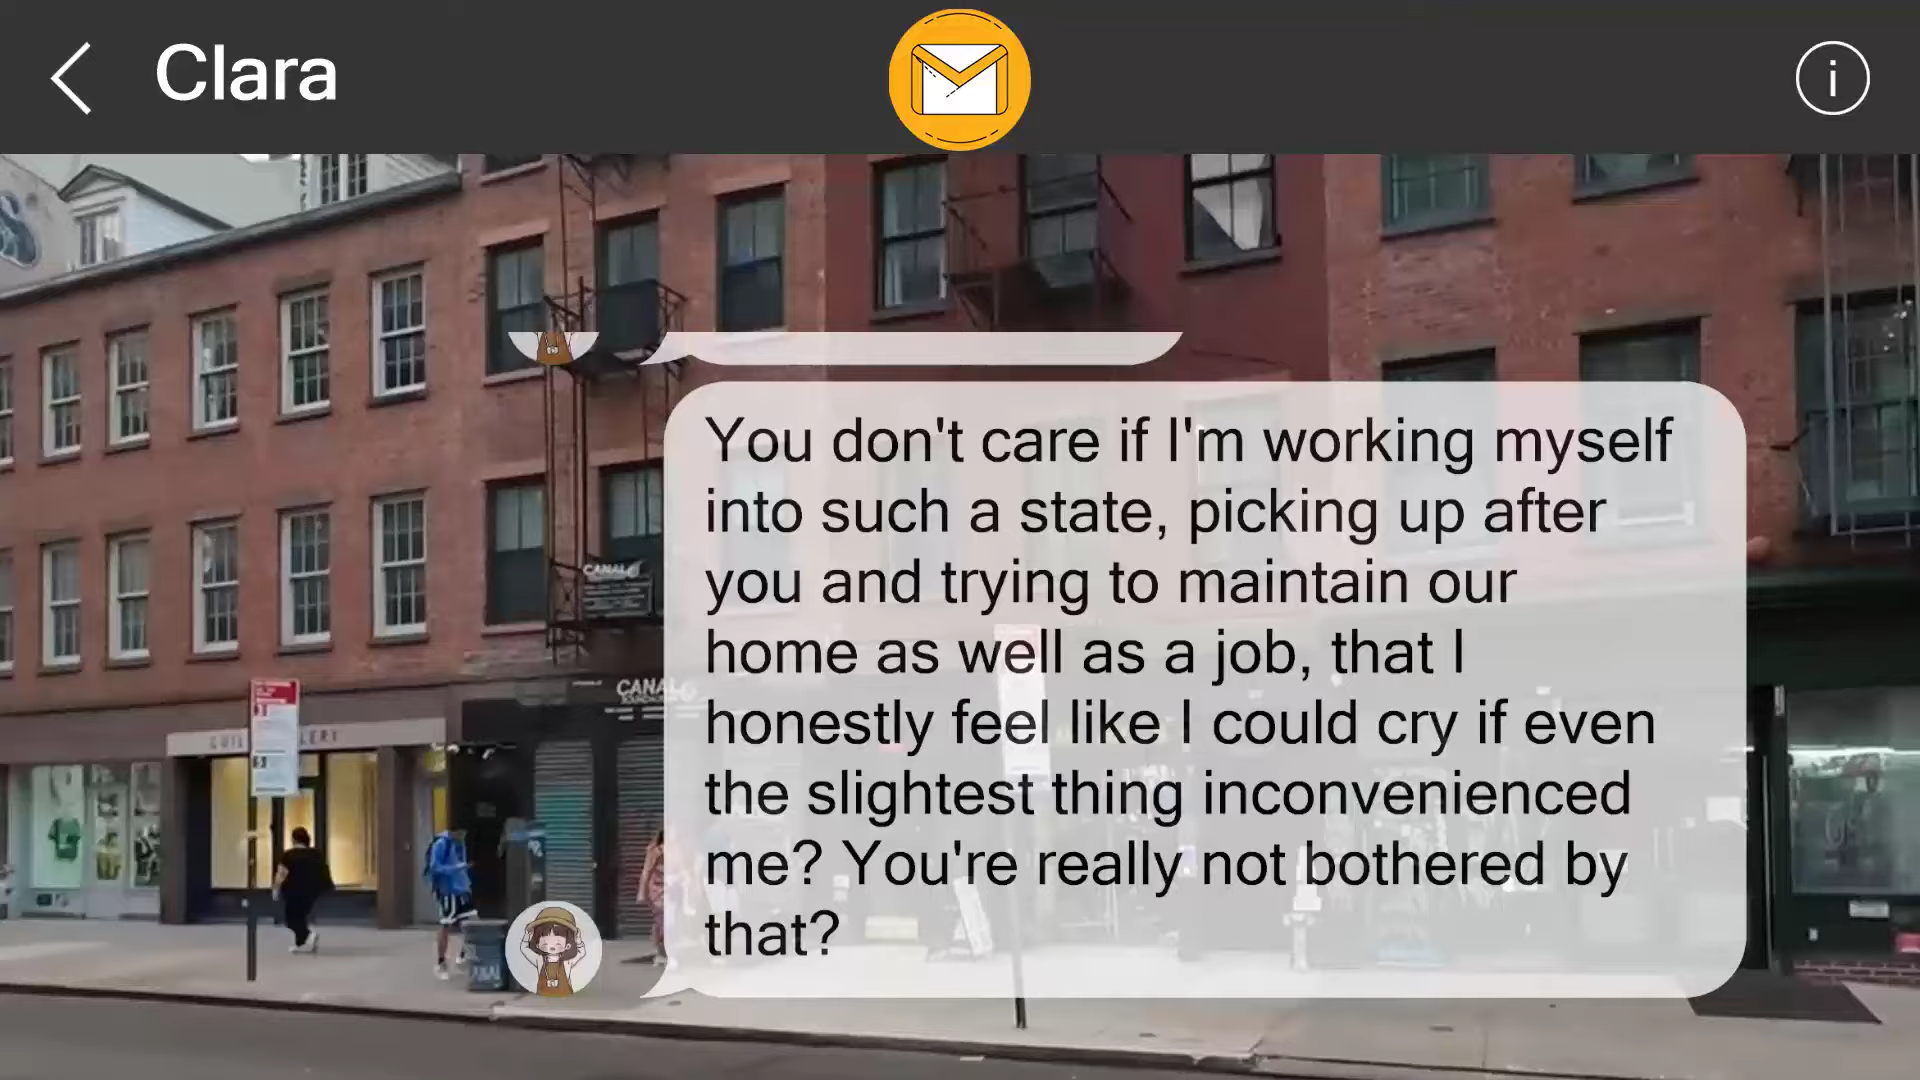 Clara
You don't care if I'm working myself
into such a state, picking up after
you and trying to maintain our
home as well as a job, that I
honestly feel like I could cry if even
the slightest thing inconvenienced
me? You're really not bothered by
that?
CANAL
CANAL